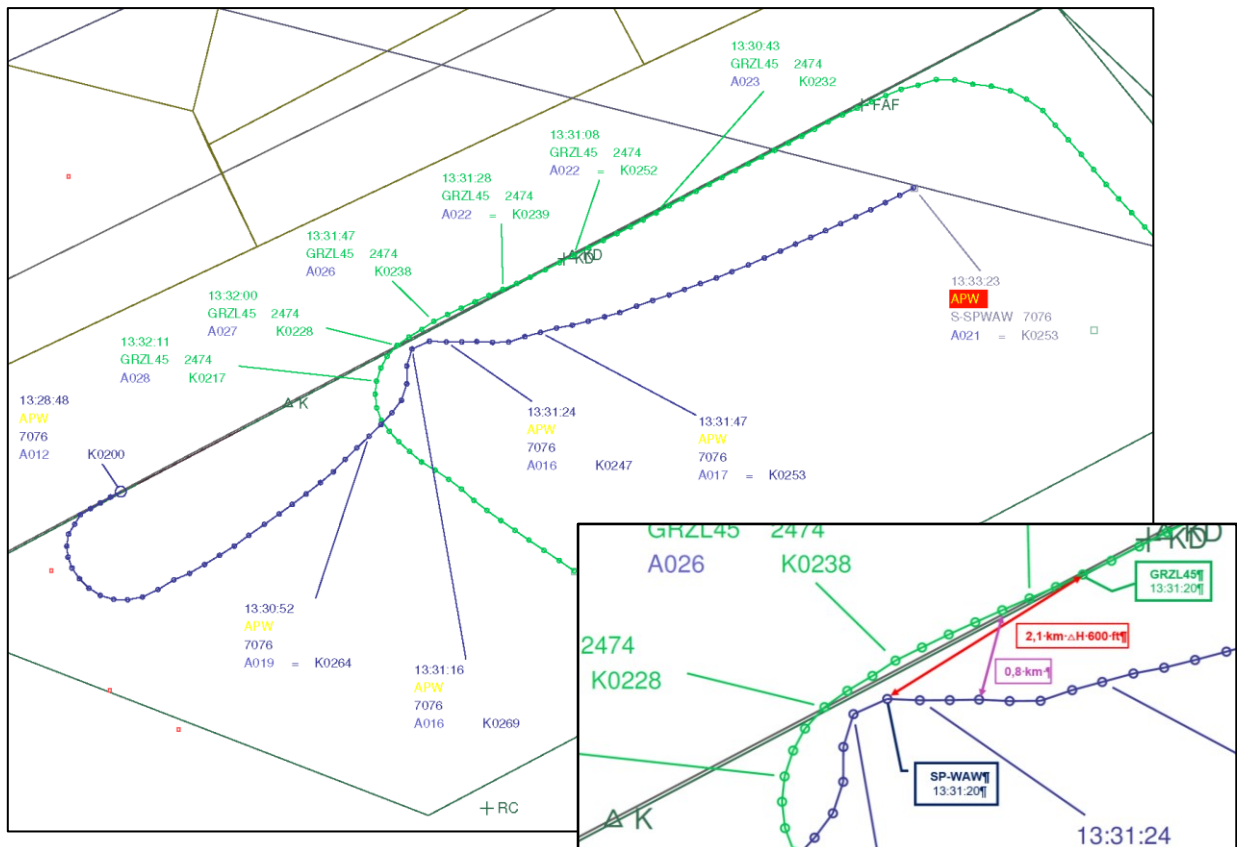 13:30:43
GRZL45 2474
A023 K0232
FAF
13:31:08
GRZL45 2474
A022 = K0252
13:31:28
GRZL45 2474
A022 = K0239
KD
KD
13:31:47
GRZL45 2474
A026 K0238
13:32:00
GRZL45 2474
A027 K0228
13:32:11
GRZL45 2474
A028 K0217
13:33:23
APW
S-SPWAW 7076
A021 = K0253
13:28:48
APW
7076
A012 K0200
K
13:31:24
APW
7076
A016 K0247
13:31:47
APW
7076
A017 = K0253
13:30:52
APW
7076
A019 = K0264
13:31:16
APW
7076
A016 K0269
RC
GRZL45 2474
A026 K0238
KD
KD
GRZL45¶
13:31:20¶
2,1·km·△H·600·ft¶
0,8·km·¶
2474
K0228
SP-WAW¶
13:31:20¶
K
13:31:24